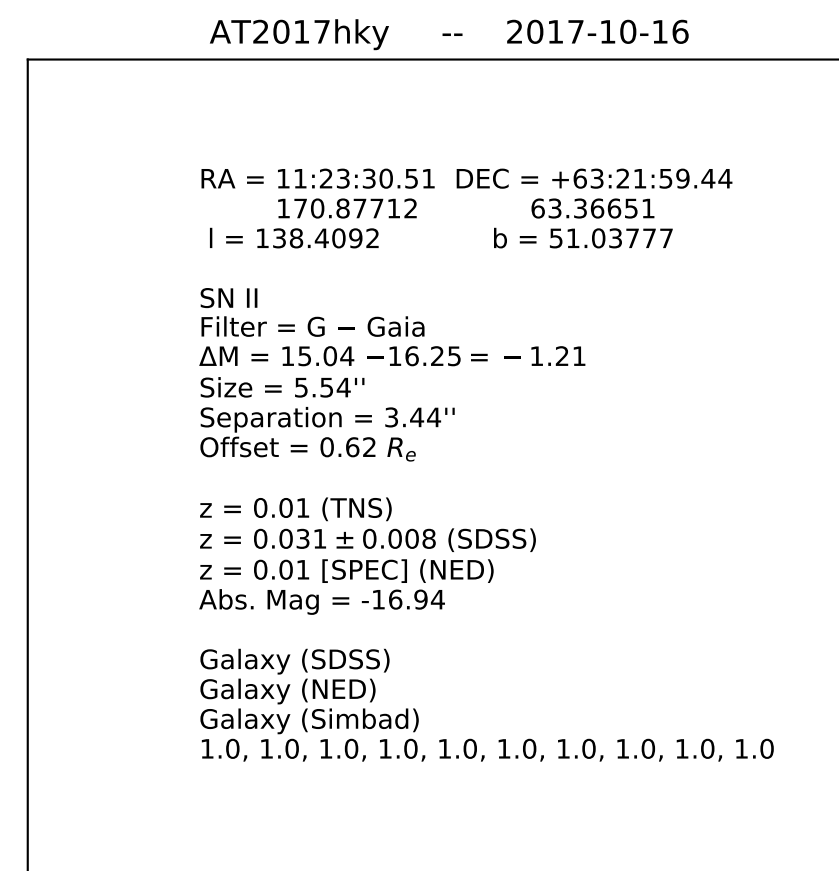 AT2017hky -- 2017-10-16
RA = 11:23:30.51 DEC = +63:21:59.44
170.87712 63.36651
l = 138.4092 b = 51.03777
SN II
Filter = G − Gaia
ΔM = 15.04 −16.25 = − 1.21
Size = 5.54''
Separation = 3.44''
Offset = 0.62 Rₑ
z = 0.01 (TNS)
z = 0.031 ± 0.008 (SDSS)
z = 0.01 [SPEC] (NED)
Abs. Mag = -16.94
Galaxy (SDSS)
Galaxy (NED)
Galaxy (Simbad)
1.0, 1.0, 1.0, 1.0, 1.0, 1.0, 1.0, 1.0, 1.0, 1.0